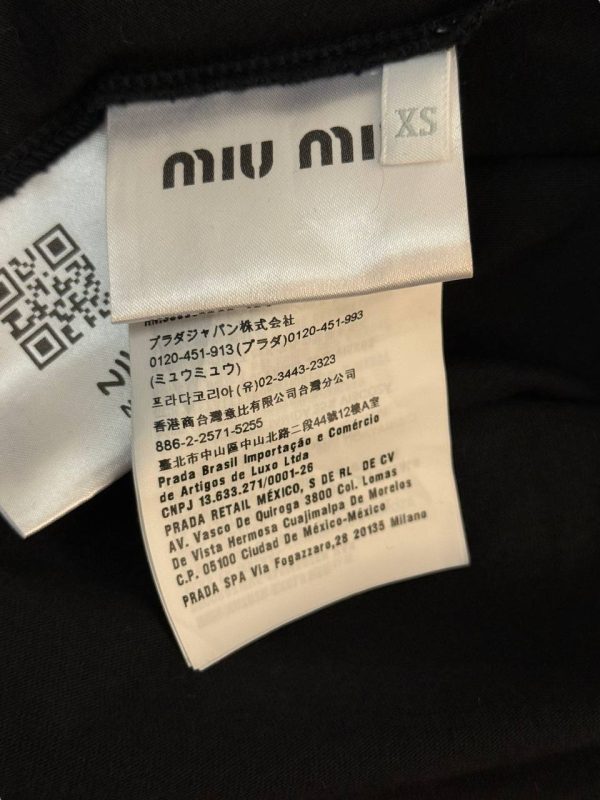 XS
miu mi
プラダジャパン株式会社
0120-451-913(プラダ)0120-451-993
(ミュウミュウ)
프라다코리아(유)02-3443-2323
香港商台灣意比有限公司台灣分公司
886-2-2571-5255
臺北市中山區中山北路二段44號12樓A室
Prada Brasil Importação e Comércio
de Artigos de Luxo Ltda
CNPJ 13.633.271/0001-26
PRADA RETAIL MÉXICO, S DE RL DE CV
AV. Vasco De Quiroga 3800 Col. Lomas
De Vista Hermosa Cuajimalpa De Morelos
C.P. 05100 Ciudad De México-México
PRADA SPA Via Fogazzaro,28 20135 Milano